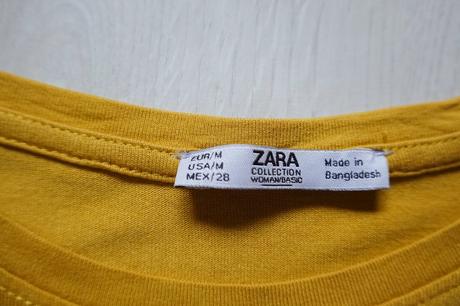 EUR/M
USA/M
MEX/28
ZARA
COLLECTION
WOMAN/BASIC
Made in
Bangladesh